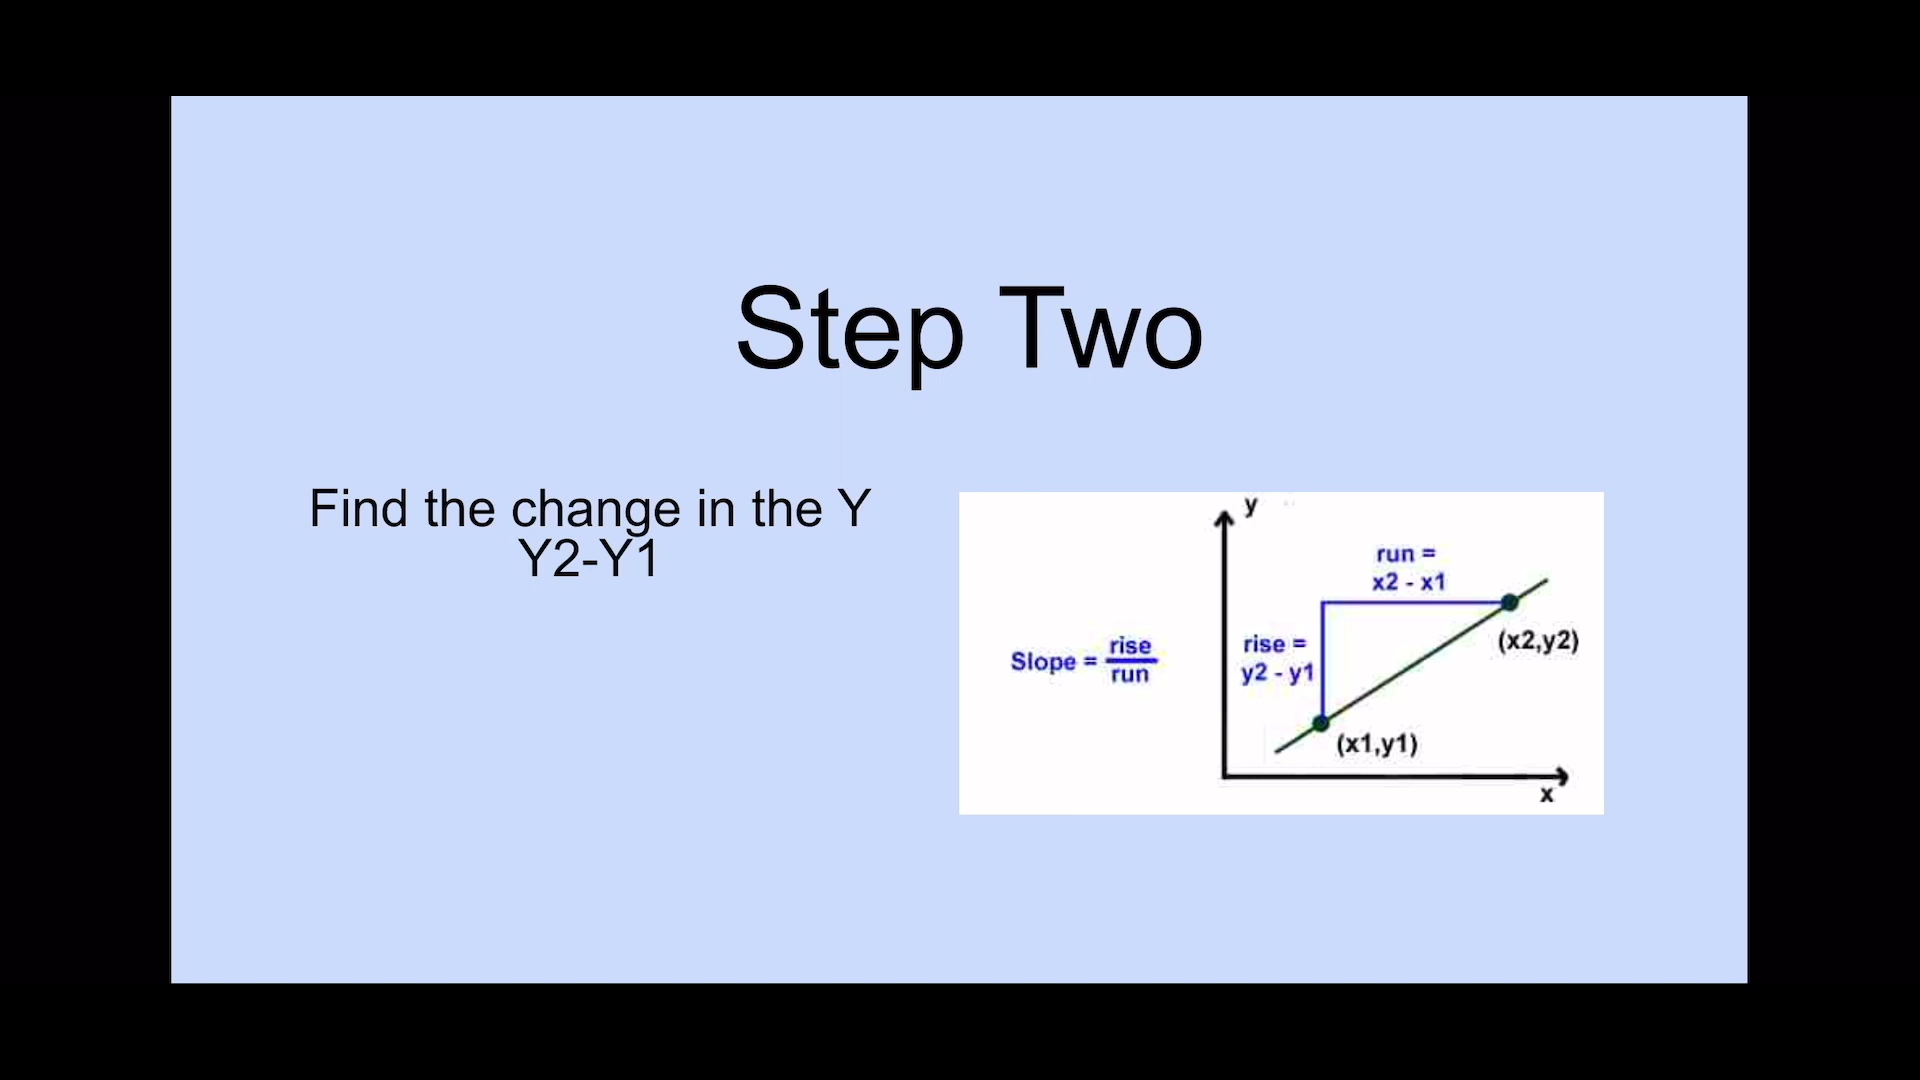 Step Two
Find the change in the Y
Y2-Y1
y
run =
x2 - x1
rise =
y2 - y1
Slope = rise
run
(x2,y2)
(x1,y1)
x